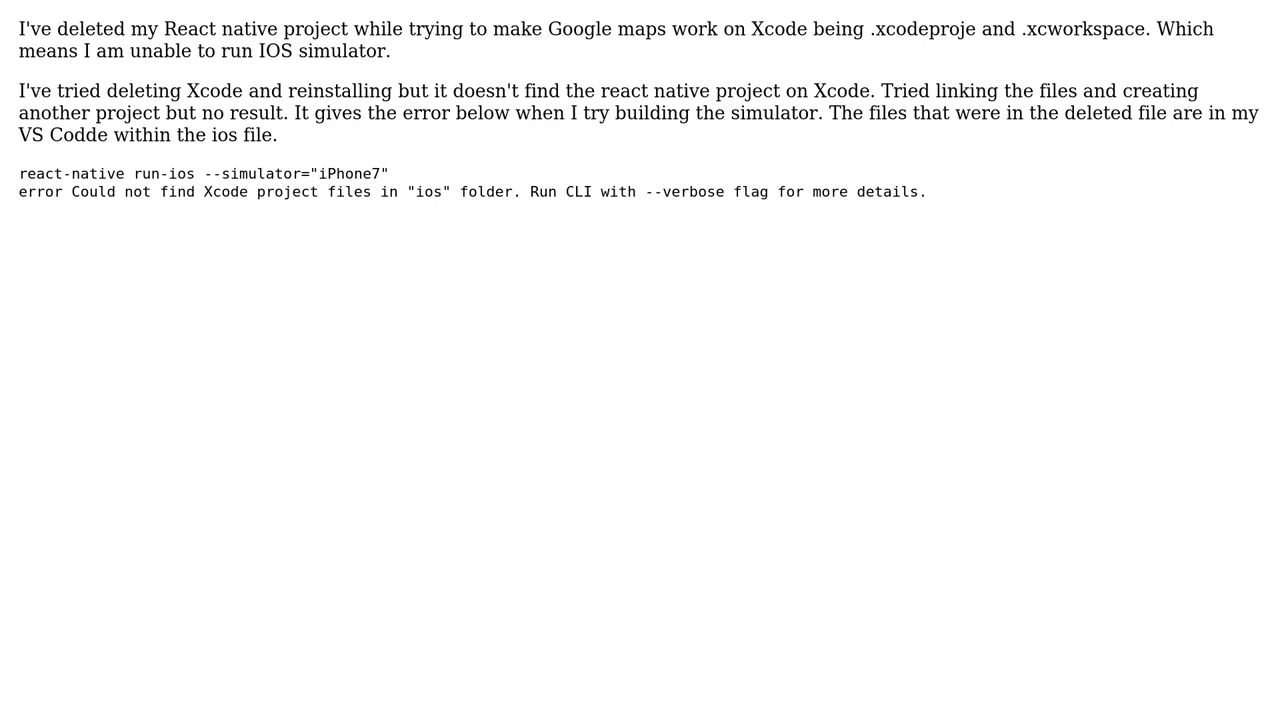 I've deleted my React native project while trying to make Google maps work on Xcode being .xcodeproje and .xcworkspace. Which
means I am unable to run IOS simulator.
I've tried deleting Xcode and reinstalling but it doesn't find the react native project on Xcode. Tried linking the files and creating
another project but no result. It gives the error below when I try building the simulator. The files that were in the deleted file are in my
VS Codde within the ios file.
react-native run-ios --simulator="iPhone7"
error Could not find Xcode project files in "ios" folder. Run CLI with --verbose flag for more details.